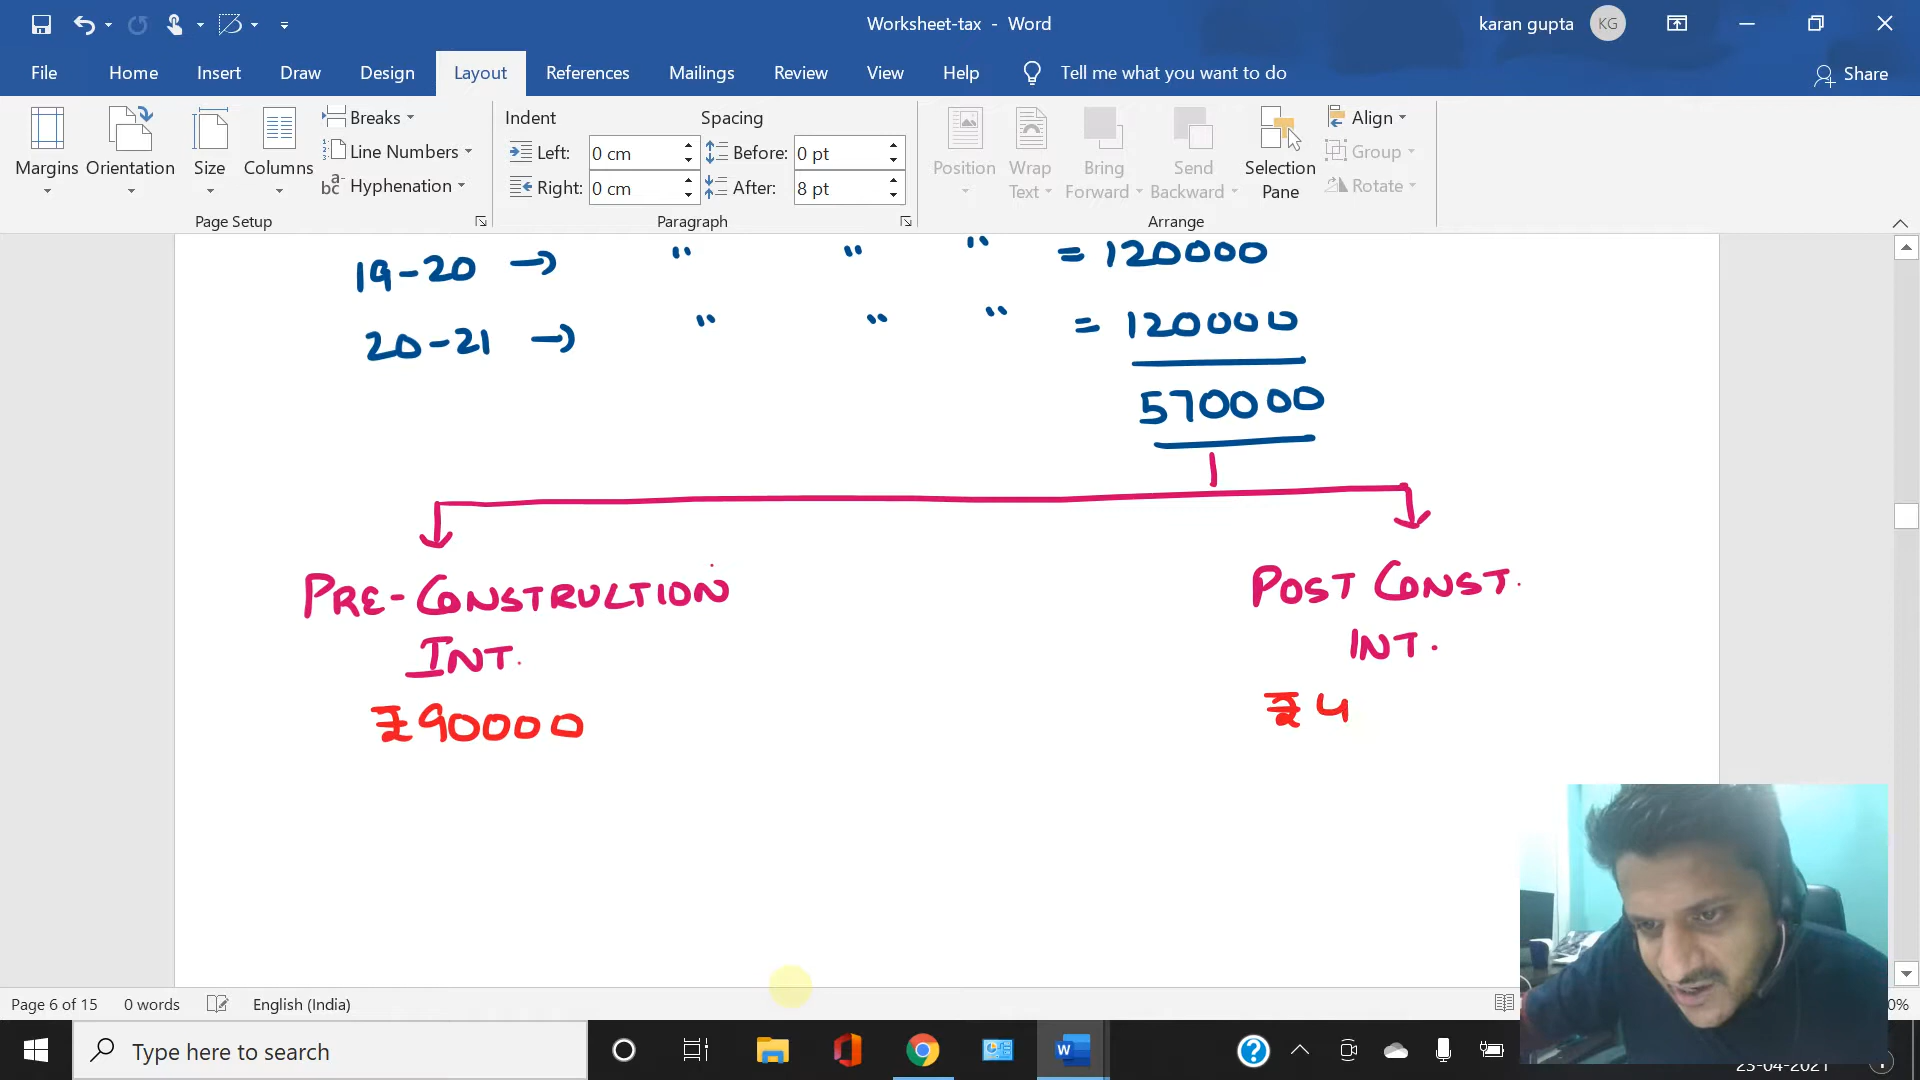 Worksheet-tax - Word
karan gupta
KG
File Home Insert Draw Design Layout References Mailings Review View Help Tell me what you want to do Share
Margins
Orientation
Size
Columns
Breaks
Line Numbers
Hyphenation
Page Setup
Indent
Left: 0 cm
Right: 0 cm
Spacing
Before: 0 pt
After: 8 pt
Paragraph
Position
Wrap Text
Bring Forward
Send Backward
Selection Pane
Align
Group
Rotate
Arrange
19-20 → " " " = 120000
20-21 → " " " = 120000
570000
PRE-CONSTRUCTION
INT.
₹90000
POST CONST.
INT.
₹4
Page 6 of 15 0 words English (India)
0%
Type here to search
23-04-2021